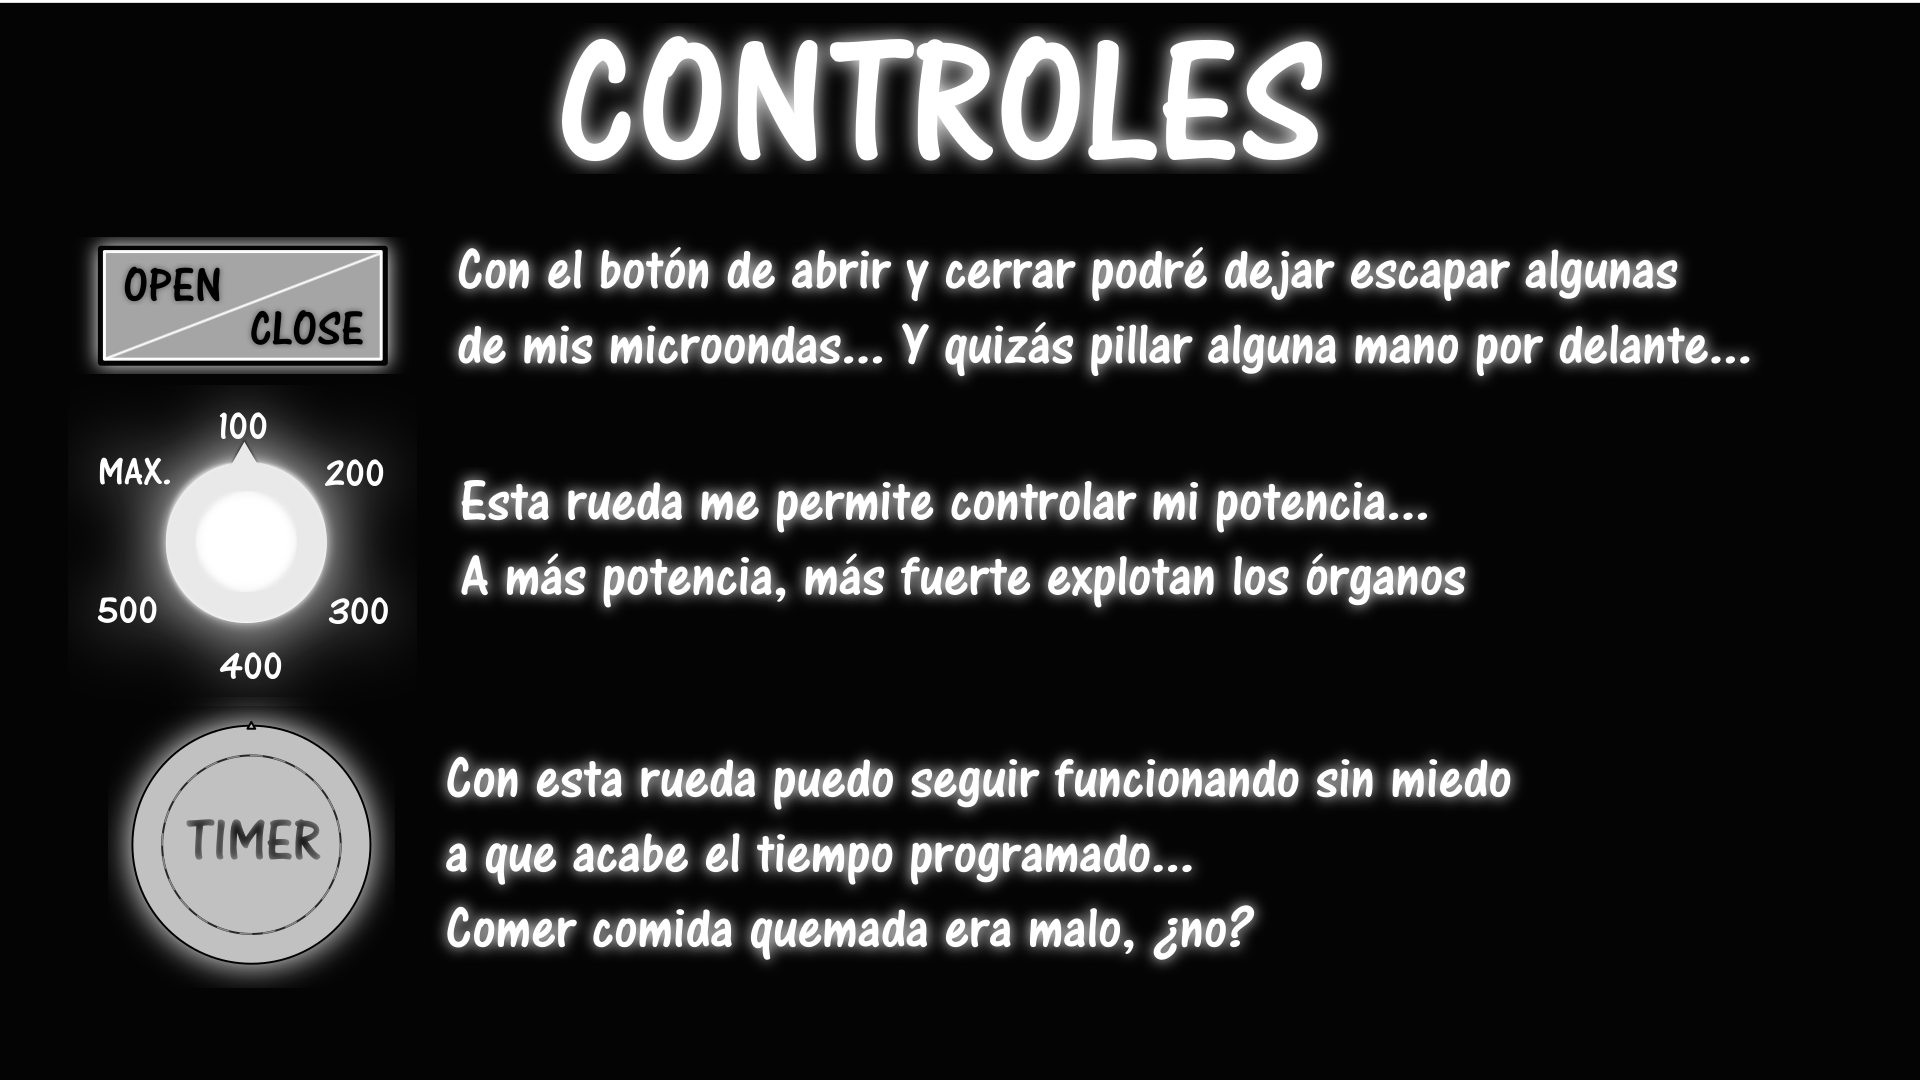 CONTROLES
OPEN
CLOSE
Con el botón de abrir y cerrar podré dejar escapar algunas
de mis microondas... Y quizás pillar alguna mano por delante...
100
MAX.
200
500
300
400
Esta rueda me permite controlar mi potencia...
A más potencia, más fuerte explotan los órganos
TIMER
Con esta rueda puedo seguir funcionando sin miedo
a que acabe el tiempo programado...
Comer comida quemada era malo, ¿no?